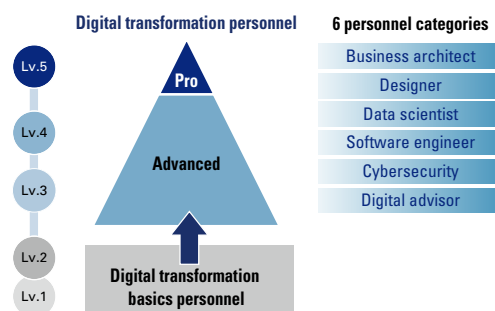 Digital transformation personnel
6 personnel categories
Lv.5
Lv.4
Lv.3
Lv.2
Lv.1
Pro
Advanced
Digital transformation
basics personnel
Business architect
Designer
Data scientist
Software engineer
Cybersecurity
Digital advisor